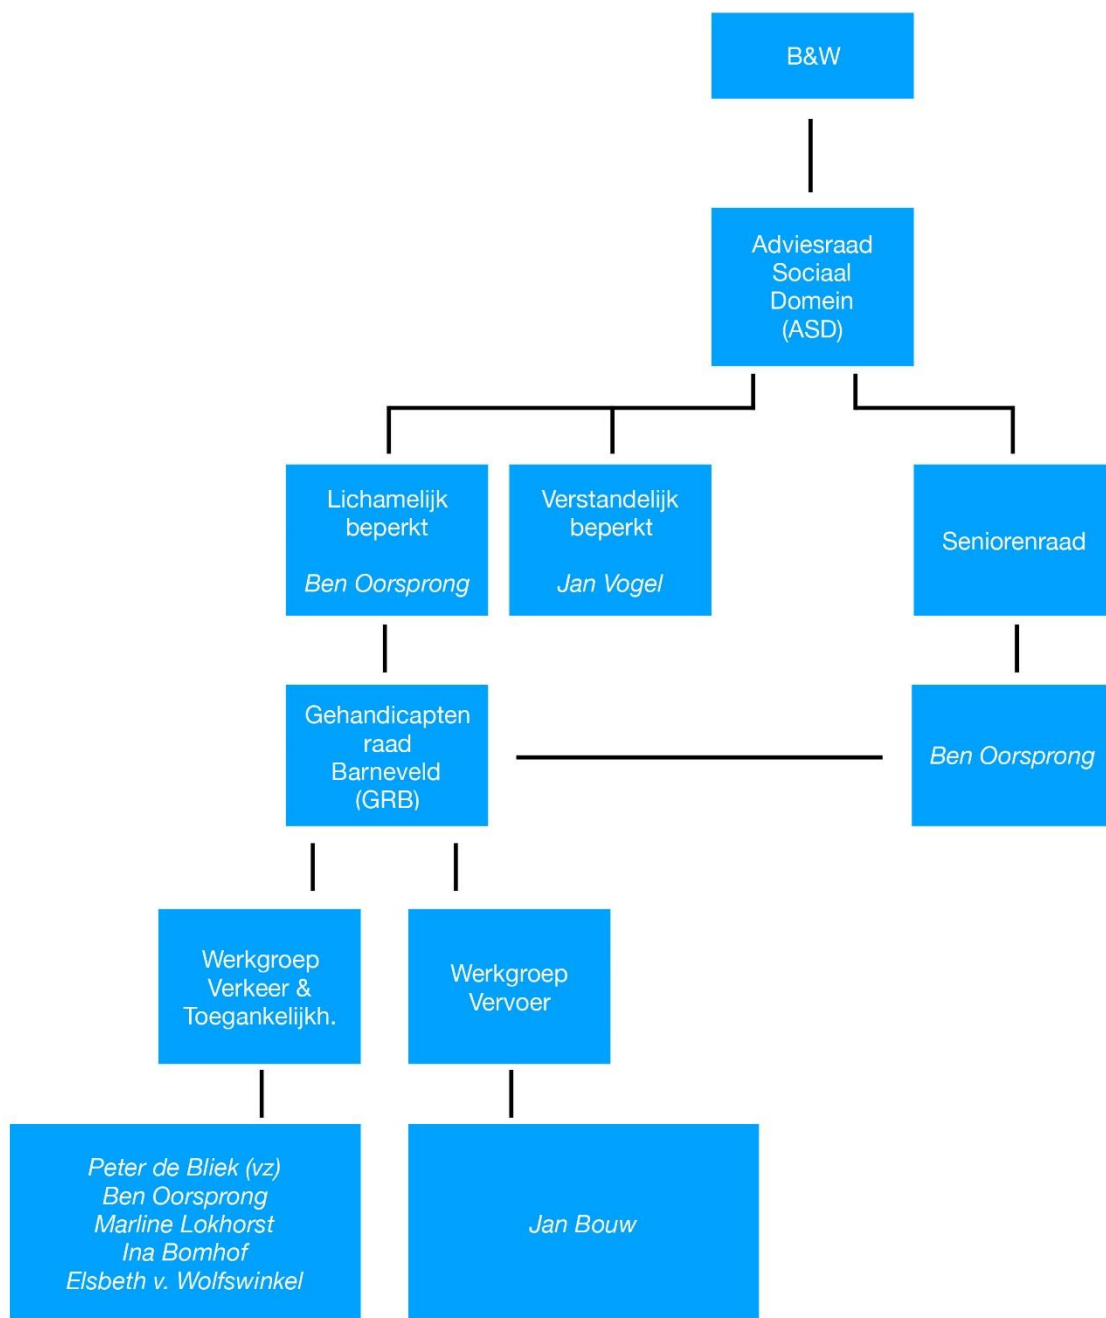 B&W
Adviesraad
Sociaal
Domein
(ASD)
Lichamelijk
beperkt
Ben Oorsprong
Verstandelijk
beperkt
Jan Vogel
Seniorenraad
Gehandicapten
raad
Barneveld
(GRB)
Ben Oorsprong
Werkgroep
Verkeer &
Toegankelijkh.
Werkgroep
Vervoer
Peter de Bliek (vz)
Ben Oorsprong
Marline Lokhorst
Ina Bomhof
Elsbeth v. Wolfswinkel
Jan Bouw